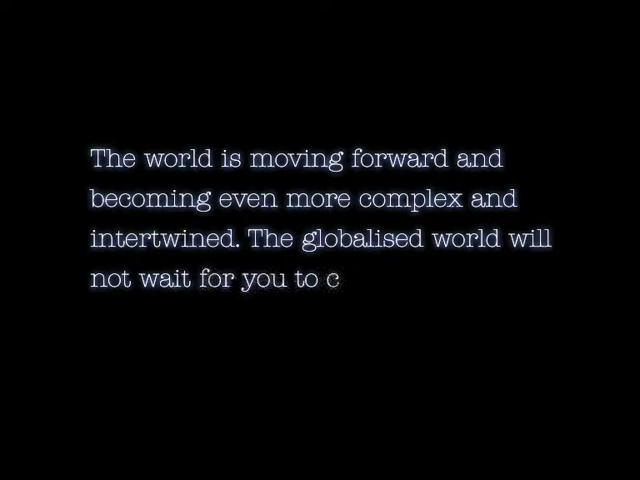 The world is moving forward and
becoming even more complex and
intertwined. The globalised world will
not wait for you to c